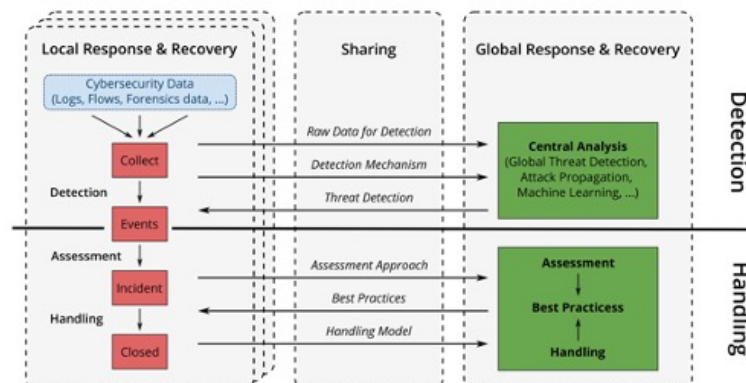 Local Response & Recovery
Sharing
Global Response & Recovery
Cybersecurity Data
(Logs, Flows, Forensics data, ...)
Collect
Detection
Events
Assessment
Incident
Handling
Closed
Raw Data for Detection
Detection Mechanism
Threat Detection
Assessment Approach
Best Practices
Handling Model
Central Analysis
(Global Threat Detection,
Attack Propagation,
Machine Learning, ...)
Assessment
Best Practicess
Handling
Detection
Handling